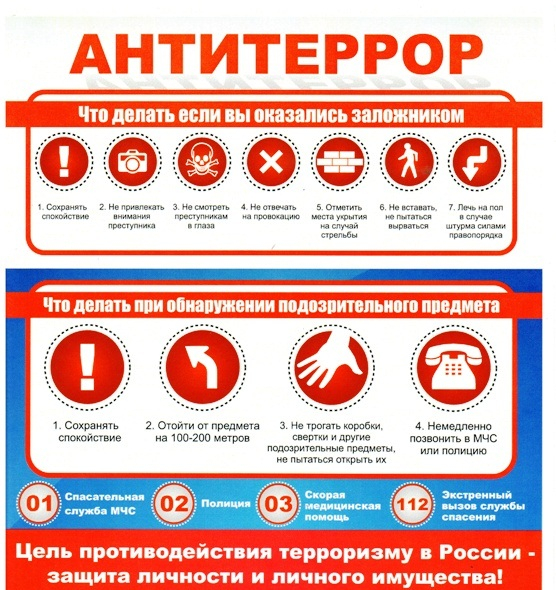 АНТИТЕРРОР
Что делать если вы оказались заложником
1. Сохранять
спокойствие
2. Не привлекать
внимания
преступника
3. Не смотреть
преступникам
в глаза
4. Не отвечать
на провокацию
5. Отметить
места укрытия
на случай
стрельбы
6. Не вставать,
не пытаться
вырваться
7. Лечь на пол
в случае
штурма силами
правопорядка
Что делать при обнаружении подозрительного предмета
1. Сохранять
спокойствие
2. Отойти от предмета
на 100-200 метров
3. Не трогать коробки,
свертки и другие
подозрительные предметы,
не пытаться открыть их
4. Немедленно
позвонить в МЧС
или полицию
01
Спасательная
служба МЧС
02
Полиция
03
Скорая
медицинская
помощь
112
Экстренный
вызов службы
спасения
Цель противодействия терроризму в России -
защита личности и личного имущества!